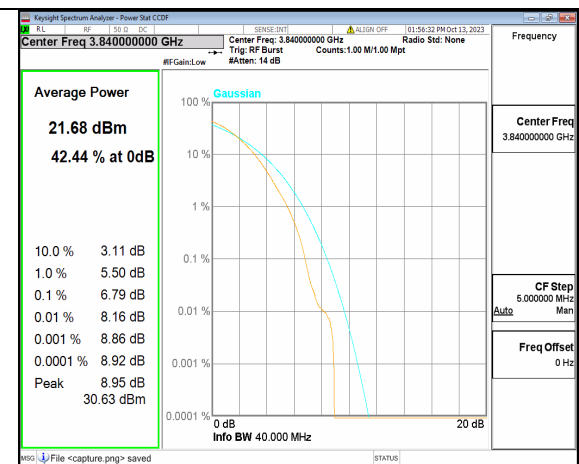 Keysight Spectrum Analyzer - Power Stat CCDF
RL RF 50 Ω DC SENSE:INT ALIGN OFF 01:56:32 PM Oct 13, 2023
Center Freq 3.840000000 GHz
Center Freq: 3.840000000 GHz Radio Std: None
Trig: RF Burst Counts:1.00 M/1.00 Mpt
#IFGain:Low #Atten: 14 dB
Frequency
Average Power
21.68 dBm
42.44 % at 0dB
10.0 % 3.11 dB
1.0 % 5.50 dB
0.1 % 6.79 dB
0.01 % 8.16 dB
0.001 % 8.86 dB
0.0001 % 8.92 dB
Peak 8.95 dB
30.63 dBm
Gaussian
100 %
10 %
1 %
0.1 %
0.01 %
0.001 %
0.0001 %
0 dB 20 dB
Info BW 40.000 MHz
Center Freq
3.840000000 GHz
CF Step
5.000000 MHz
Auto Man
Freq Offset
0 Hz
MSG File <capture.png> saved STATUS